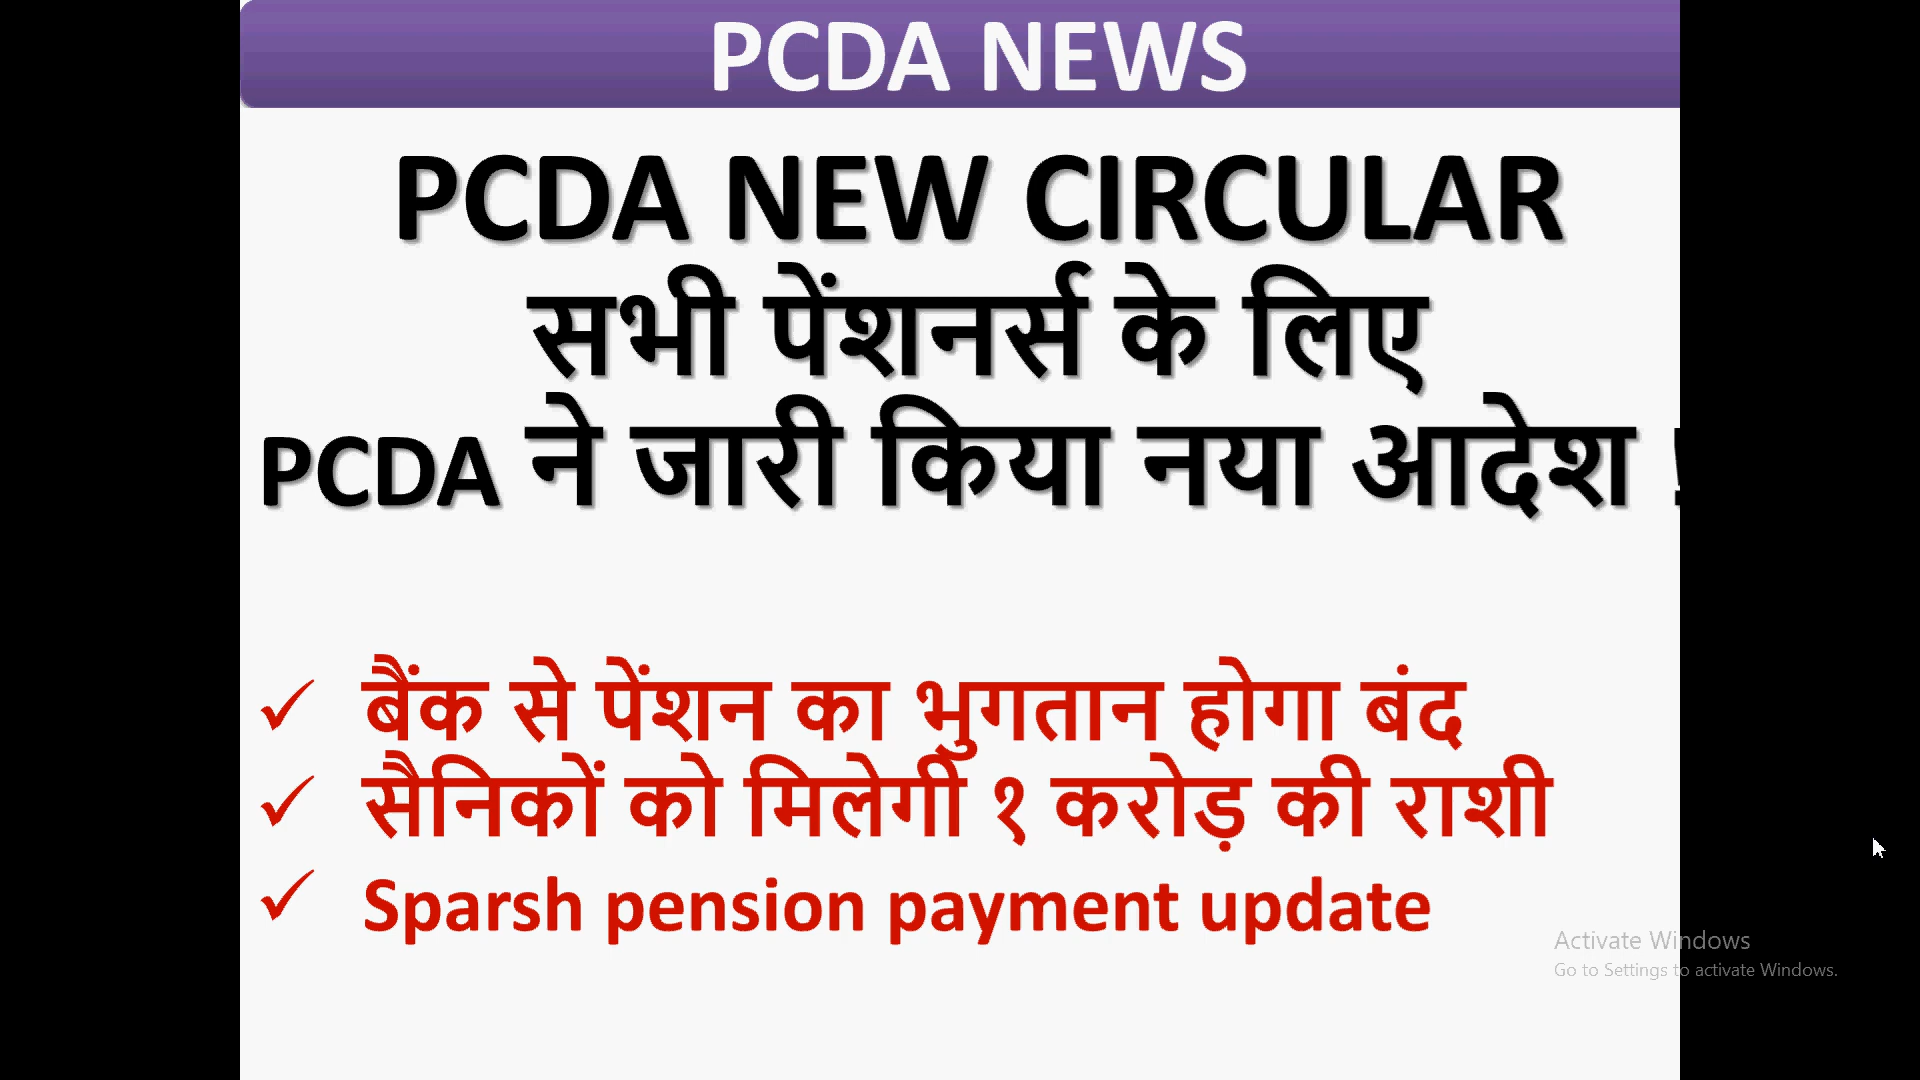 PCDA NEWS
PCDA NEW CIRCULAR
सभी पेंशनर्स के लिए
PCDA ने जारी किया नया आदेश !
✓ बैंक से पेंशन का भुगतान होगा बंद
✓ सैनिकों को मिलेगी १ करोड़ की राशी
✓ Sparsh pension payment update
Activate Windows
Go to Settings to activate Windows.